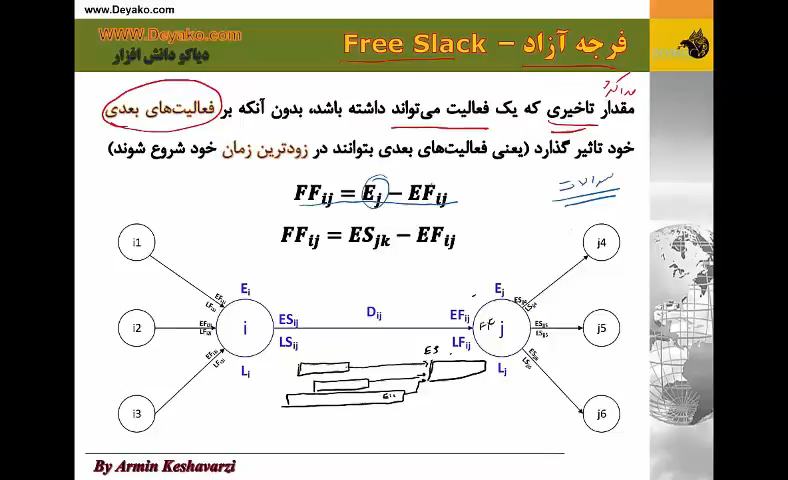 www.Deyako.com
WWW.Deyako.com
دیاکو دانش افزار
فرجه آزاد – Free Slack
حداکثر
مقدار تاخیری که یک فعالیت می‌تواند داشته باشد، بدون آنکه بر فعالیت‌های بعدی
خود تاثیر گذارد (یعنی فعالیت‌های بعدی بتوانند در زودترین زمان خود شروع شوند)
FFij = Ej − EFij
FFij = ESjk − EFij
i1
j4
Ei
Ej
ESij
Dij
EFij
i2
i
FF
j
j5
LSij
LFij
ES
Li
Lj
i3
j6
By Armin Keshavarzi